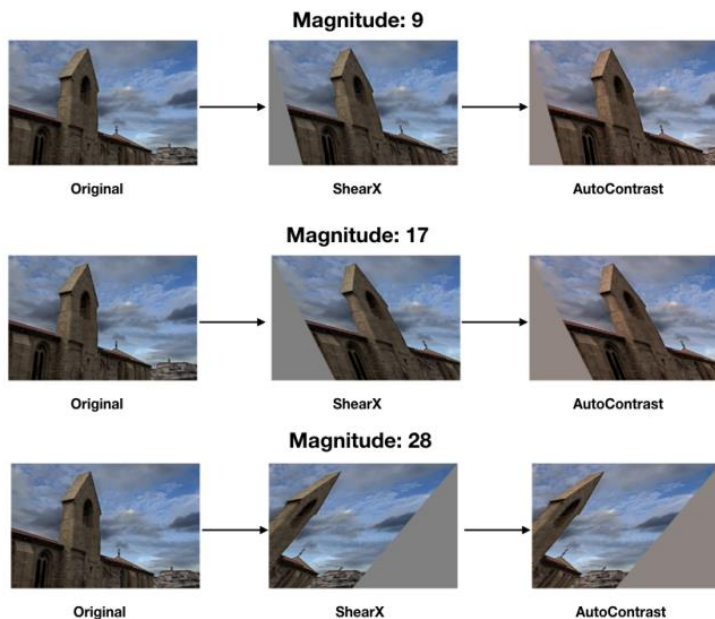 Magnitude: 9
Original ShearX AutoContrast
Magnitude: 17
Original ShearX AutoContrast
Magnitude: 28
Original ShearX AutoContrast